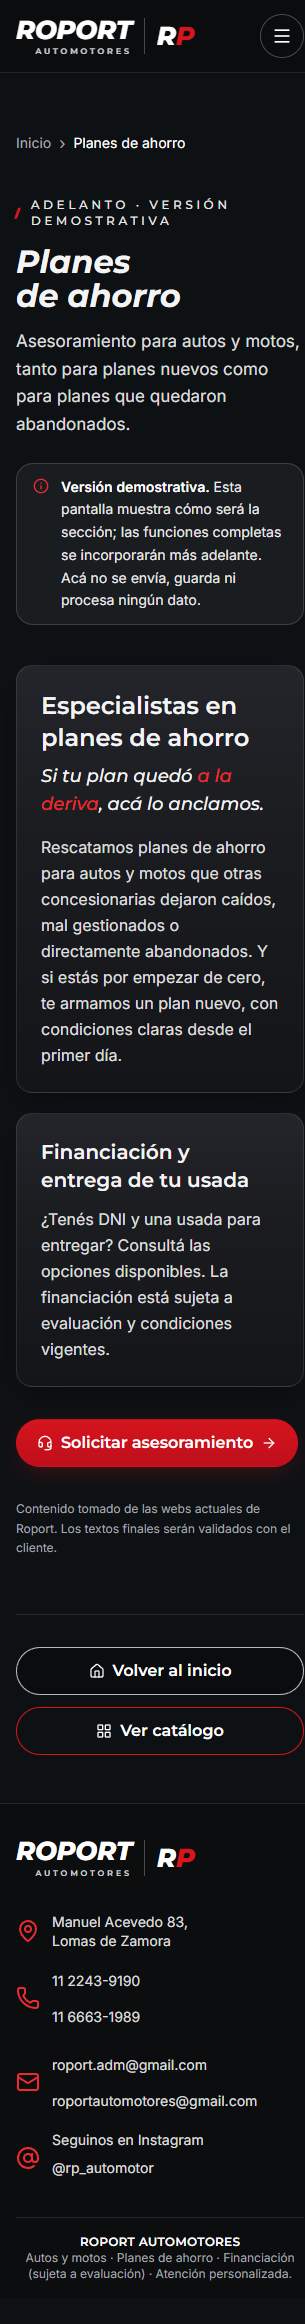 ROPORT RP
AUTOMOTORES
Inicio › Planes de ahorro
ADELANTO · VERSIÓN
DEMOSTRATIVA
Planes
de ahorro
Asesoramiento para autos y motos,
tanto para planes nuevos como
para planes que quedaron
abandonados.
Versión demostrativa. Esta
pantalla muestra cómo será la
sección; las funciones completas
se incorporarán más adelante.
Acá no se envía, guarda ni
procesa ningún dato.
Especialistas en
planes de ahorro
Si tu plan quedó a la
deriva, acá lo anclamos.
Rescatamos planes de ahorro
para autos y motos que otras
concesionarias dejaron caídos,
mal gestionados o
directamente abandonados. Y
si estás por empezar de cero,
te armamos un plan nuevo, con
condiciones claras desde el
primer día.
Financiación y
entrega de tu usada
¿Tenés DNI y una usada para
entregar? Consultá las
opciones disponibles. La
financiación está sujeta a
evaluación y condiciones
vigentes.
Solicitar asesoramiento →
Contenido tomado de las webs actuales de
Roport. Los textos finales serán validados con el
cliente.
Volver al inicio
Ver catálogo
ROPORT RP
AUTOMOTORES
Manuel Acevedo 83,
Lomas de Zamora
11 2243-9190
11 6663-1989
roport.adm@gmail.com
roportautomotores@gmail.com
Seguinos en Instagram
@rp_automotor
ROPORT AUTOMOTORES
Autos y motos · Planes de ahorro · Financiación
(sujeta a evaluación) · Atención personalizada.